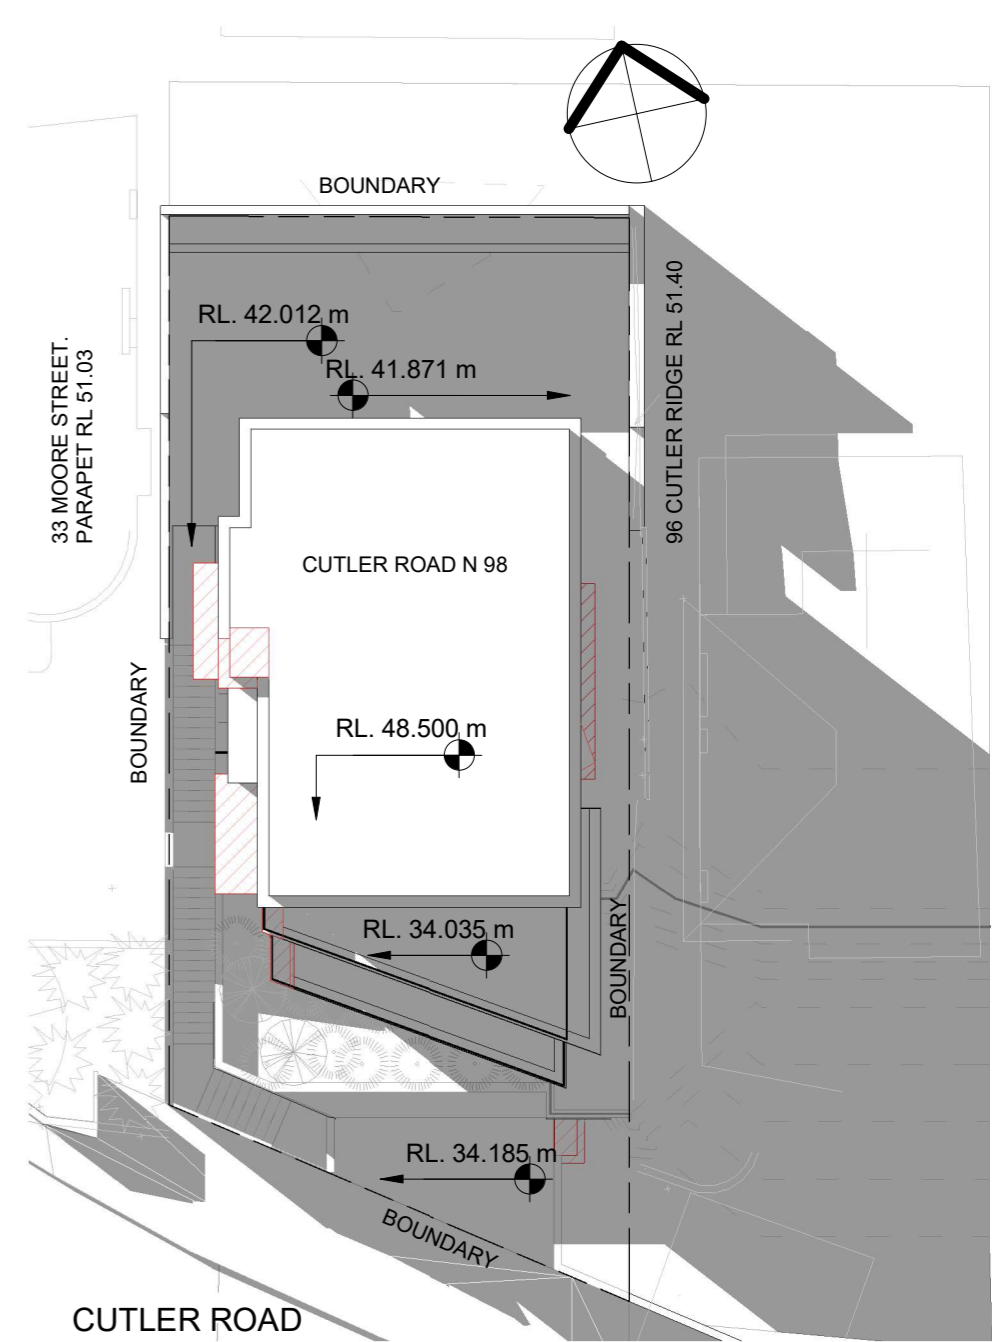 BOUNDARY
RL. 42.012 m
RL. 41.871 m
33 MOORE STREET.
PARAPET RL 51.03
96 CUTLER RIDGE RL 51.40
CUTLER ROAD N 98
BOUNDARY
RL. 48.500 m
RL. 34.035 m
BOUNDARY
RL. 34.185 m
BOUNDARY
CUTLER ROAD